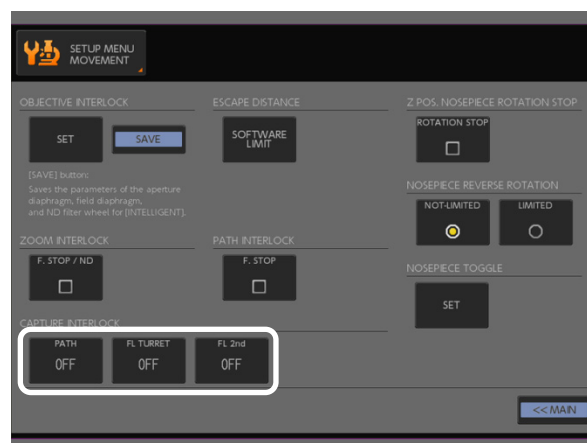 SETUP MENU
MOVEMENT
OBJECTIVE INTERLOCK
SET
SAVE
[SAVE] button:
Saves the parameters of the aperture
diaphragm, field diaphragm,
and ND filter wheel for [INTELLIGENT].
ESCAPE DISTANCE
SOFTWARE
LIMIT
Z POS. NOSEPIECE ROTATION STOP
ROTATION STOP
NOSEPIECE REVERSE ROTATION
NOT-LIMITED
LIMITED
ZOOM INTERLOCK
F. STOP / ND
PATH INTERLOCK
F. STOP
NOSEPIECE TOGGLE
SET
CAPTURE INTERLOCK
PATH
OFF
FL TURRET
OFF
FL 2nd
OFF
<< MAIN